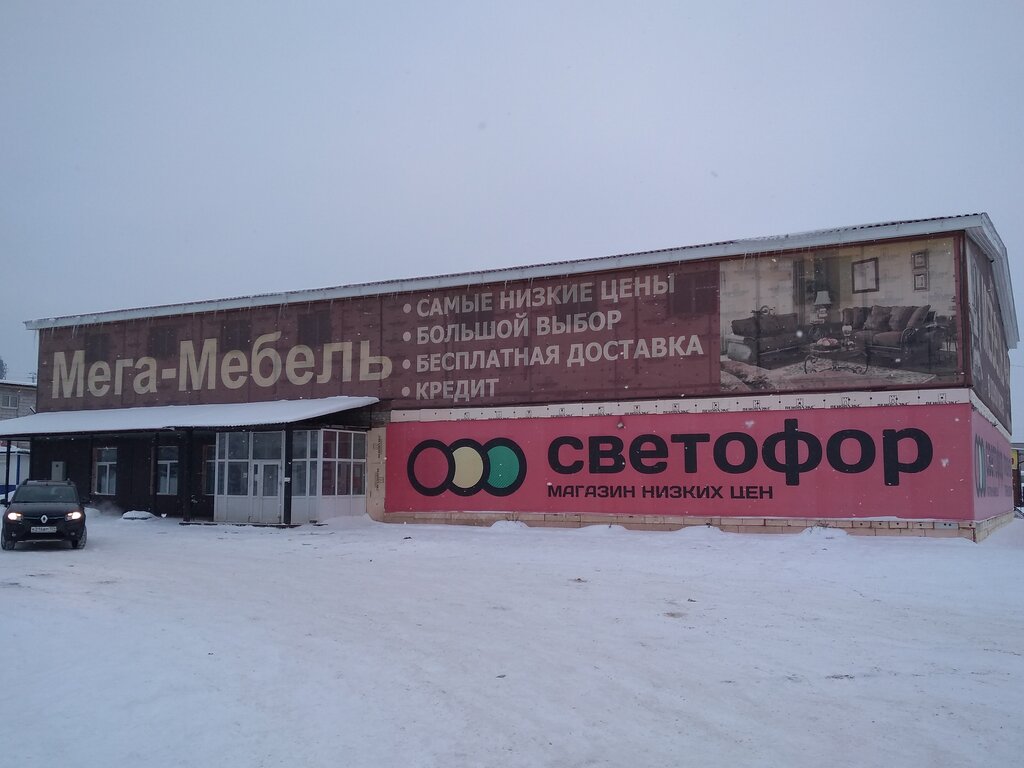 Мега-Мебель
• САМЫЕ НИЗКИЕ ЦЕНЫ
• БОЛЬШОЙ ВЫБОР
• БЕСПЛАТНАЯ ДОСТАВКА
• КРЕДИТ
светофор
МАГАЗИН НИЗКИХ ЦЕН